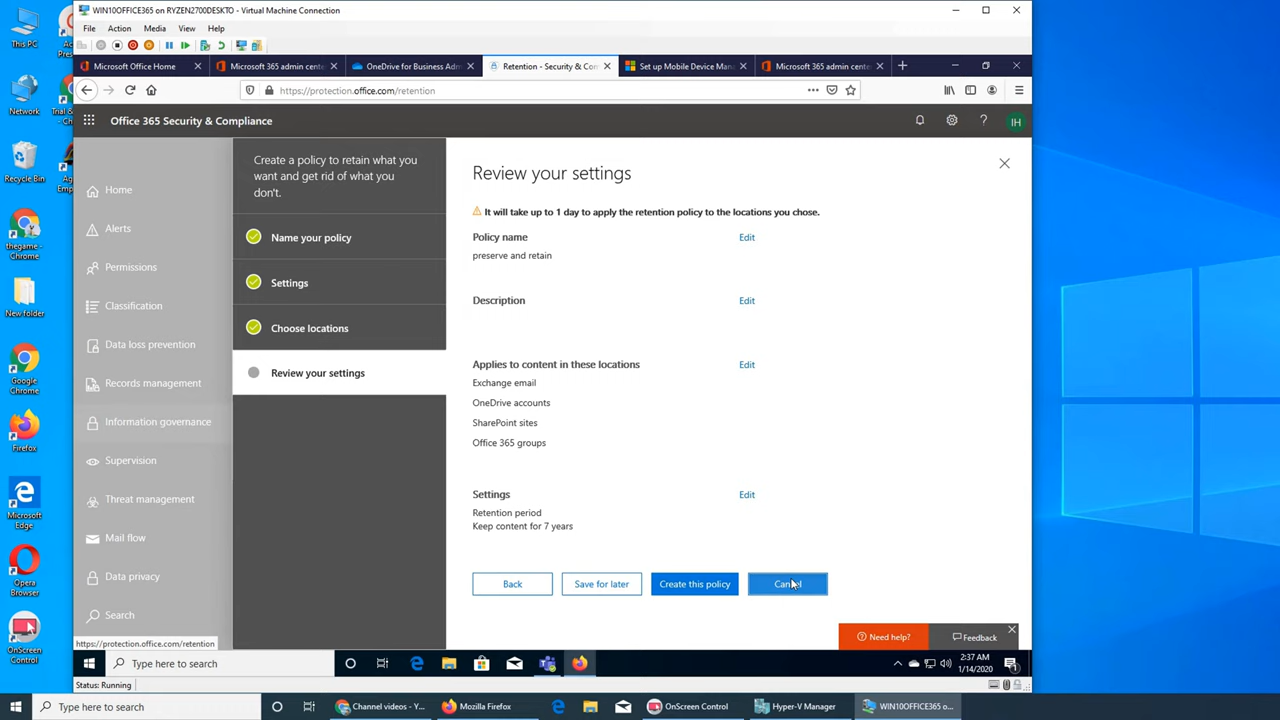 This PC
Network
Recycle Bin
thegame -
Chrome
New folder
Google
Chrome
Firefox
Microsoft
Edge
Opera
Browser
OnScreen
Control
WIN10OFFICE365 on RYZEN2700DESKTO - Virtual Machine Connection
File Action Media View Help
Microsoft Office Home
Microsoft 365 admin cent
OneDrive for Business Adm
Retention - Security & Com
Set up Mobile Device Mana
Microsoft 365 admin cente
https://protection.office.com/retention
Office 365 Security & Compliance
IH
Home
Alerts
Permissions
Classification
Data loss prevention
Records management
Information governance
Supervision
Threat management
Mail flow
Data privacy
Search
https://protection.office.com/retention
Create a policy to retain what you
want and get rid of what you
don't.
Name your policy
Settings
Choose locations
Review your settings
Review your settings
It will take up to 1 day to apply the retention policy to the locations you chose.
Policy name Edit
preserve and retain
Description Edit
Applies to content in these locations Edit
Exchange email
OneDrive accounts
SharePoint sites
Office 365 groups
Settings Edit
Retention period
Keep content for 7 years
Back Save for later Create this policy Cancel
Need help? Feedback
Type here to search
2:37 AM
1/14/2020
Status: Running
Type here to search
Channel videos - Y...
Mozilla Firefox
OnScreen Control
Hyper-V Manager
WIN10OFFICE365 o...